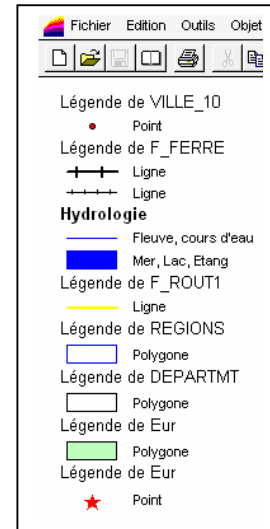 Fichier Edition Outils Objet
Légende de VILLE_10
Point
Légende de F_FERRE
Ligne
Ligne
Hydrologie
Fleuve, cours d'eau
Mer, Lac, Etang
Légende de F_ROUT1
Ligne
Légende de REGIONS
Polygone
Légende de DEPARTMT
Polygone
Légende de Eur
Polygone
Légende de Eur
Point